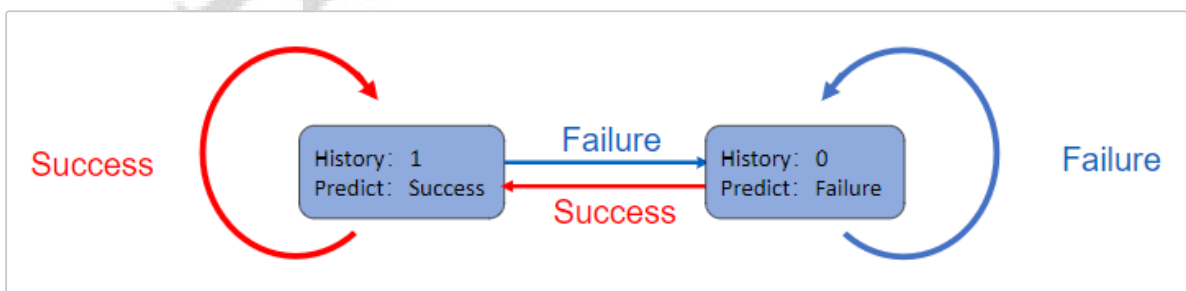 Success
History: 1
Predict: Success
Failure
Success
History: 0
Predict: Failure
Failure